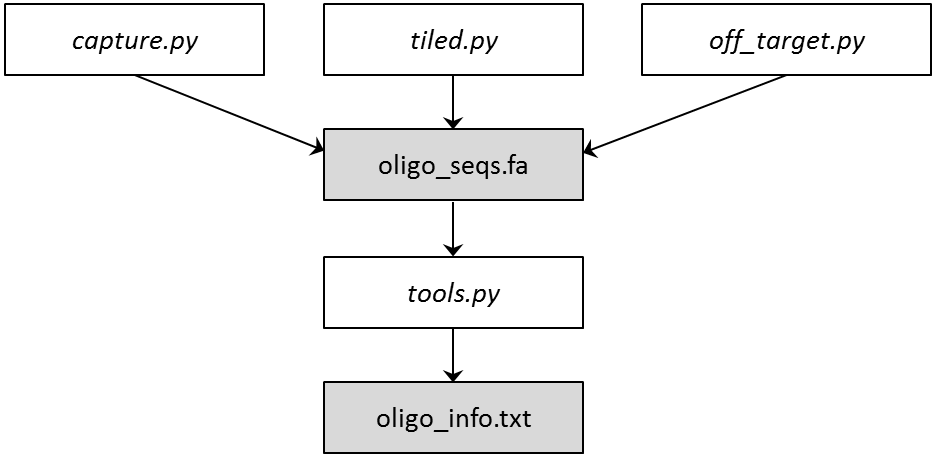 capture.py
tiled.py
off_target.py
oligo_seqs.fa
tools.py
oligo_info.txt